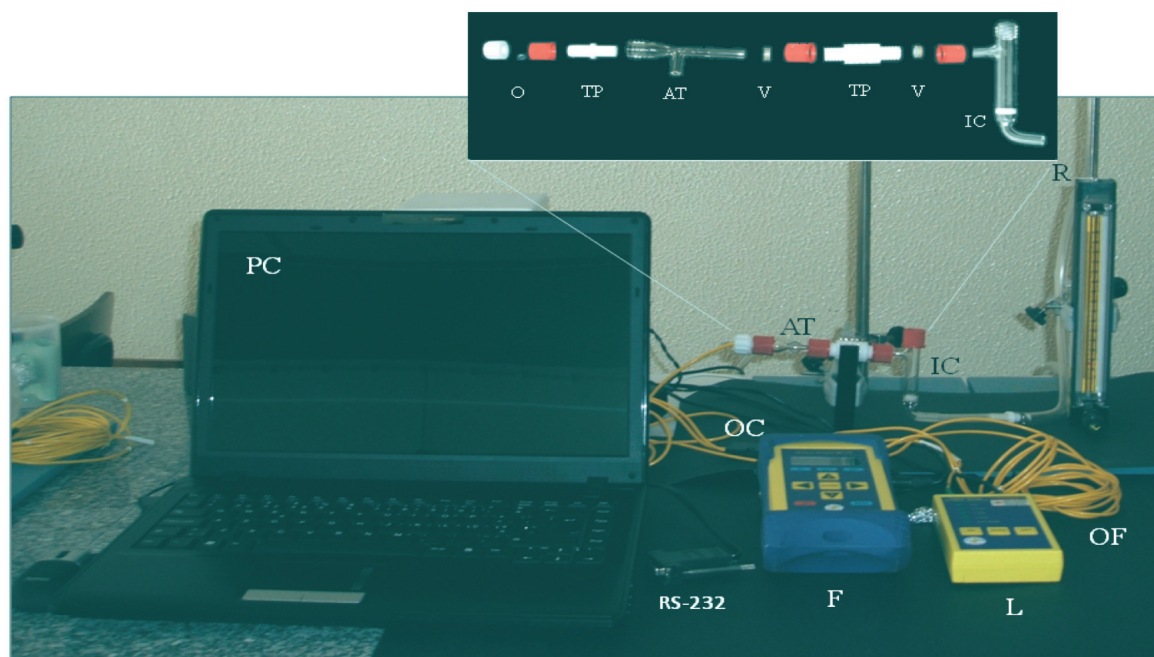 O TP AT V TP V IC
R
PC
AT
IC
OC
OF
RS-232 F L